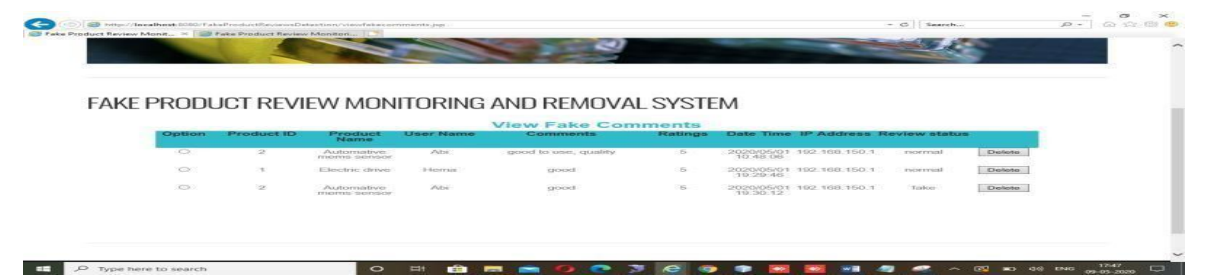 http://localhost:8080/FakeProductReviewsDetection/viewfakecomments.jsp
Search...
Fake Product Review Monit...
Fake Product Review Monitori...
FAKE PRODUCT REVIEW MONITORING AND REMOVAL SYSTEM
View Fake Comments
Option Product ID Product Name User Name Comments Ratings Date Time IP Address Review status
2 Automative mems sensor Abi good to use, quality 5 2020/05/01 10:48:06 192.168.150.1 normal Delete
1 Electric drive Hema good 5 2020/05/01 19:29:46 192.168.150.1 normal Delete
2 Automative mems sensor Abi good 5 2020/05/01 19:30:12 192.168.150.1 fake Delete
Type here to search
ENG
17:47
09-05-2020